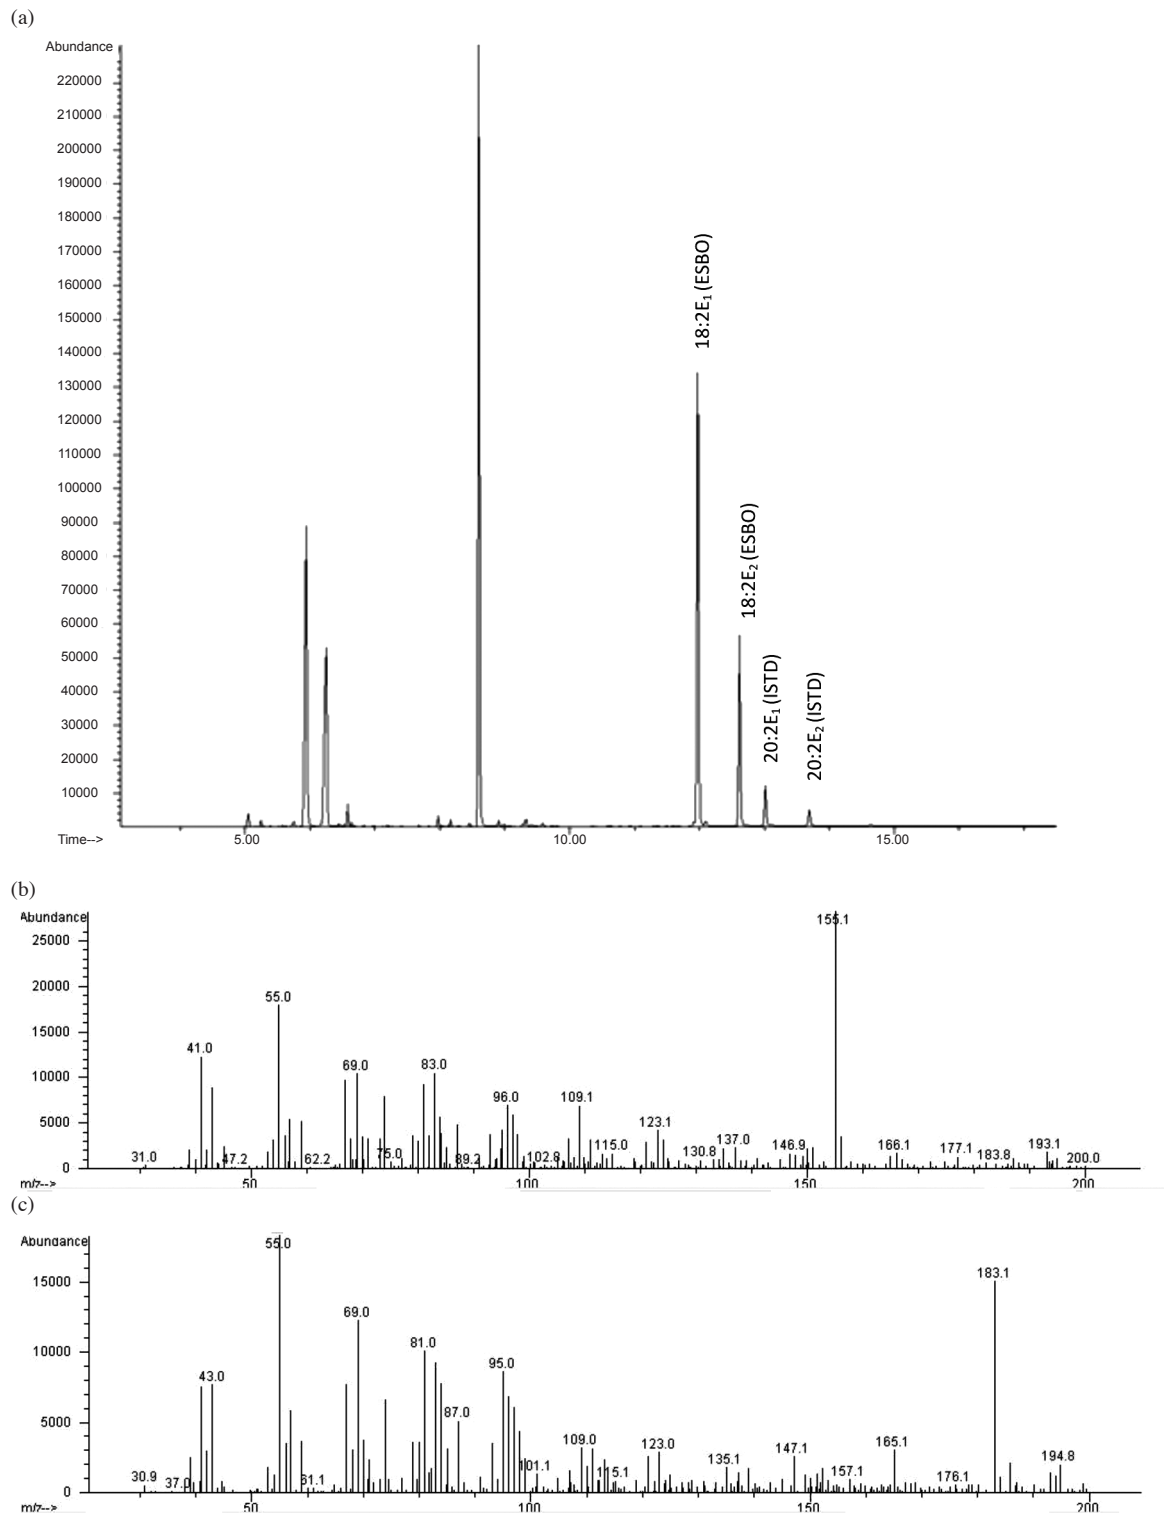 (a)
Abundance
220000
210000
200000
190000
180000
170000
160000
150000
140000
130000
120000
110000
100000
90000
80000
70000
60000
50000
40000
30000
20000
10000
18:2E₁ (ESBO)
18:2E₂ (ESBO)
20:2E₁ (ISTD)
20:2E₂ (ISTD)
Time--> 5.00 10.00 15.00
(b)
Abundance
25000
20000
15000
10000
5000
0
31.0 41.0 47.2 55.0 62.2 69.0 75.0 83.0 89.2 96.0 102.8 109.1 115.0 123.1 130.8 137.0 146.9 155.1 166.1 177.1 183.8 193.1 200.0
m/z--> 50 100 150 200
(c)
Abundance
15000
10000
5000
0
30.9 37.0 43.0 55.0 61.1 69.0 81.0 87.0 95.0 101.1 109.0 123.0 135.1 147.1 157.1 165.1 176.1 183.1 194.8
m/z--> 50 100 150 200